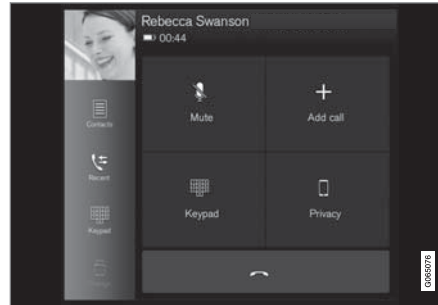 Rebecca Swanson
00:44
Contacts
Recent
Keypad
Mute
Add call
Keypad
Privacy
G065076